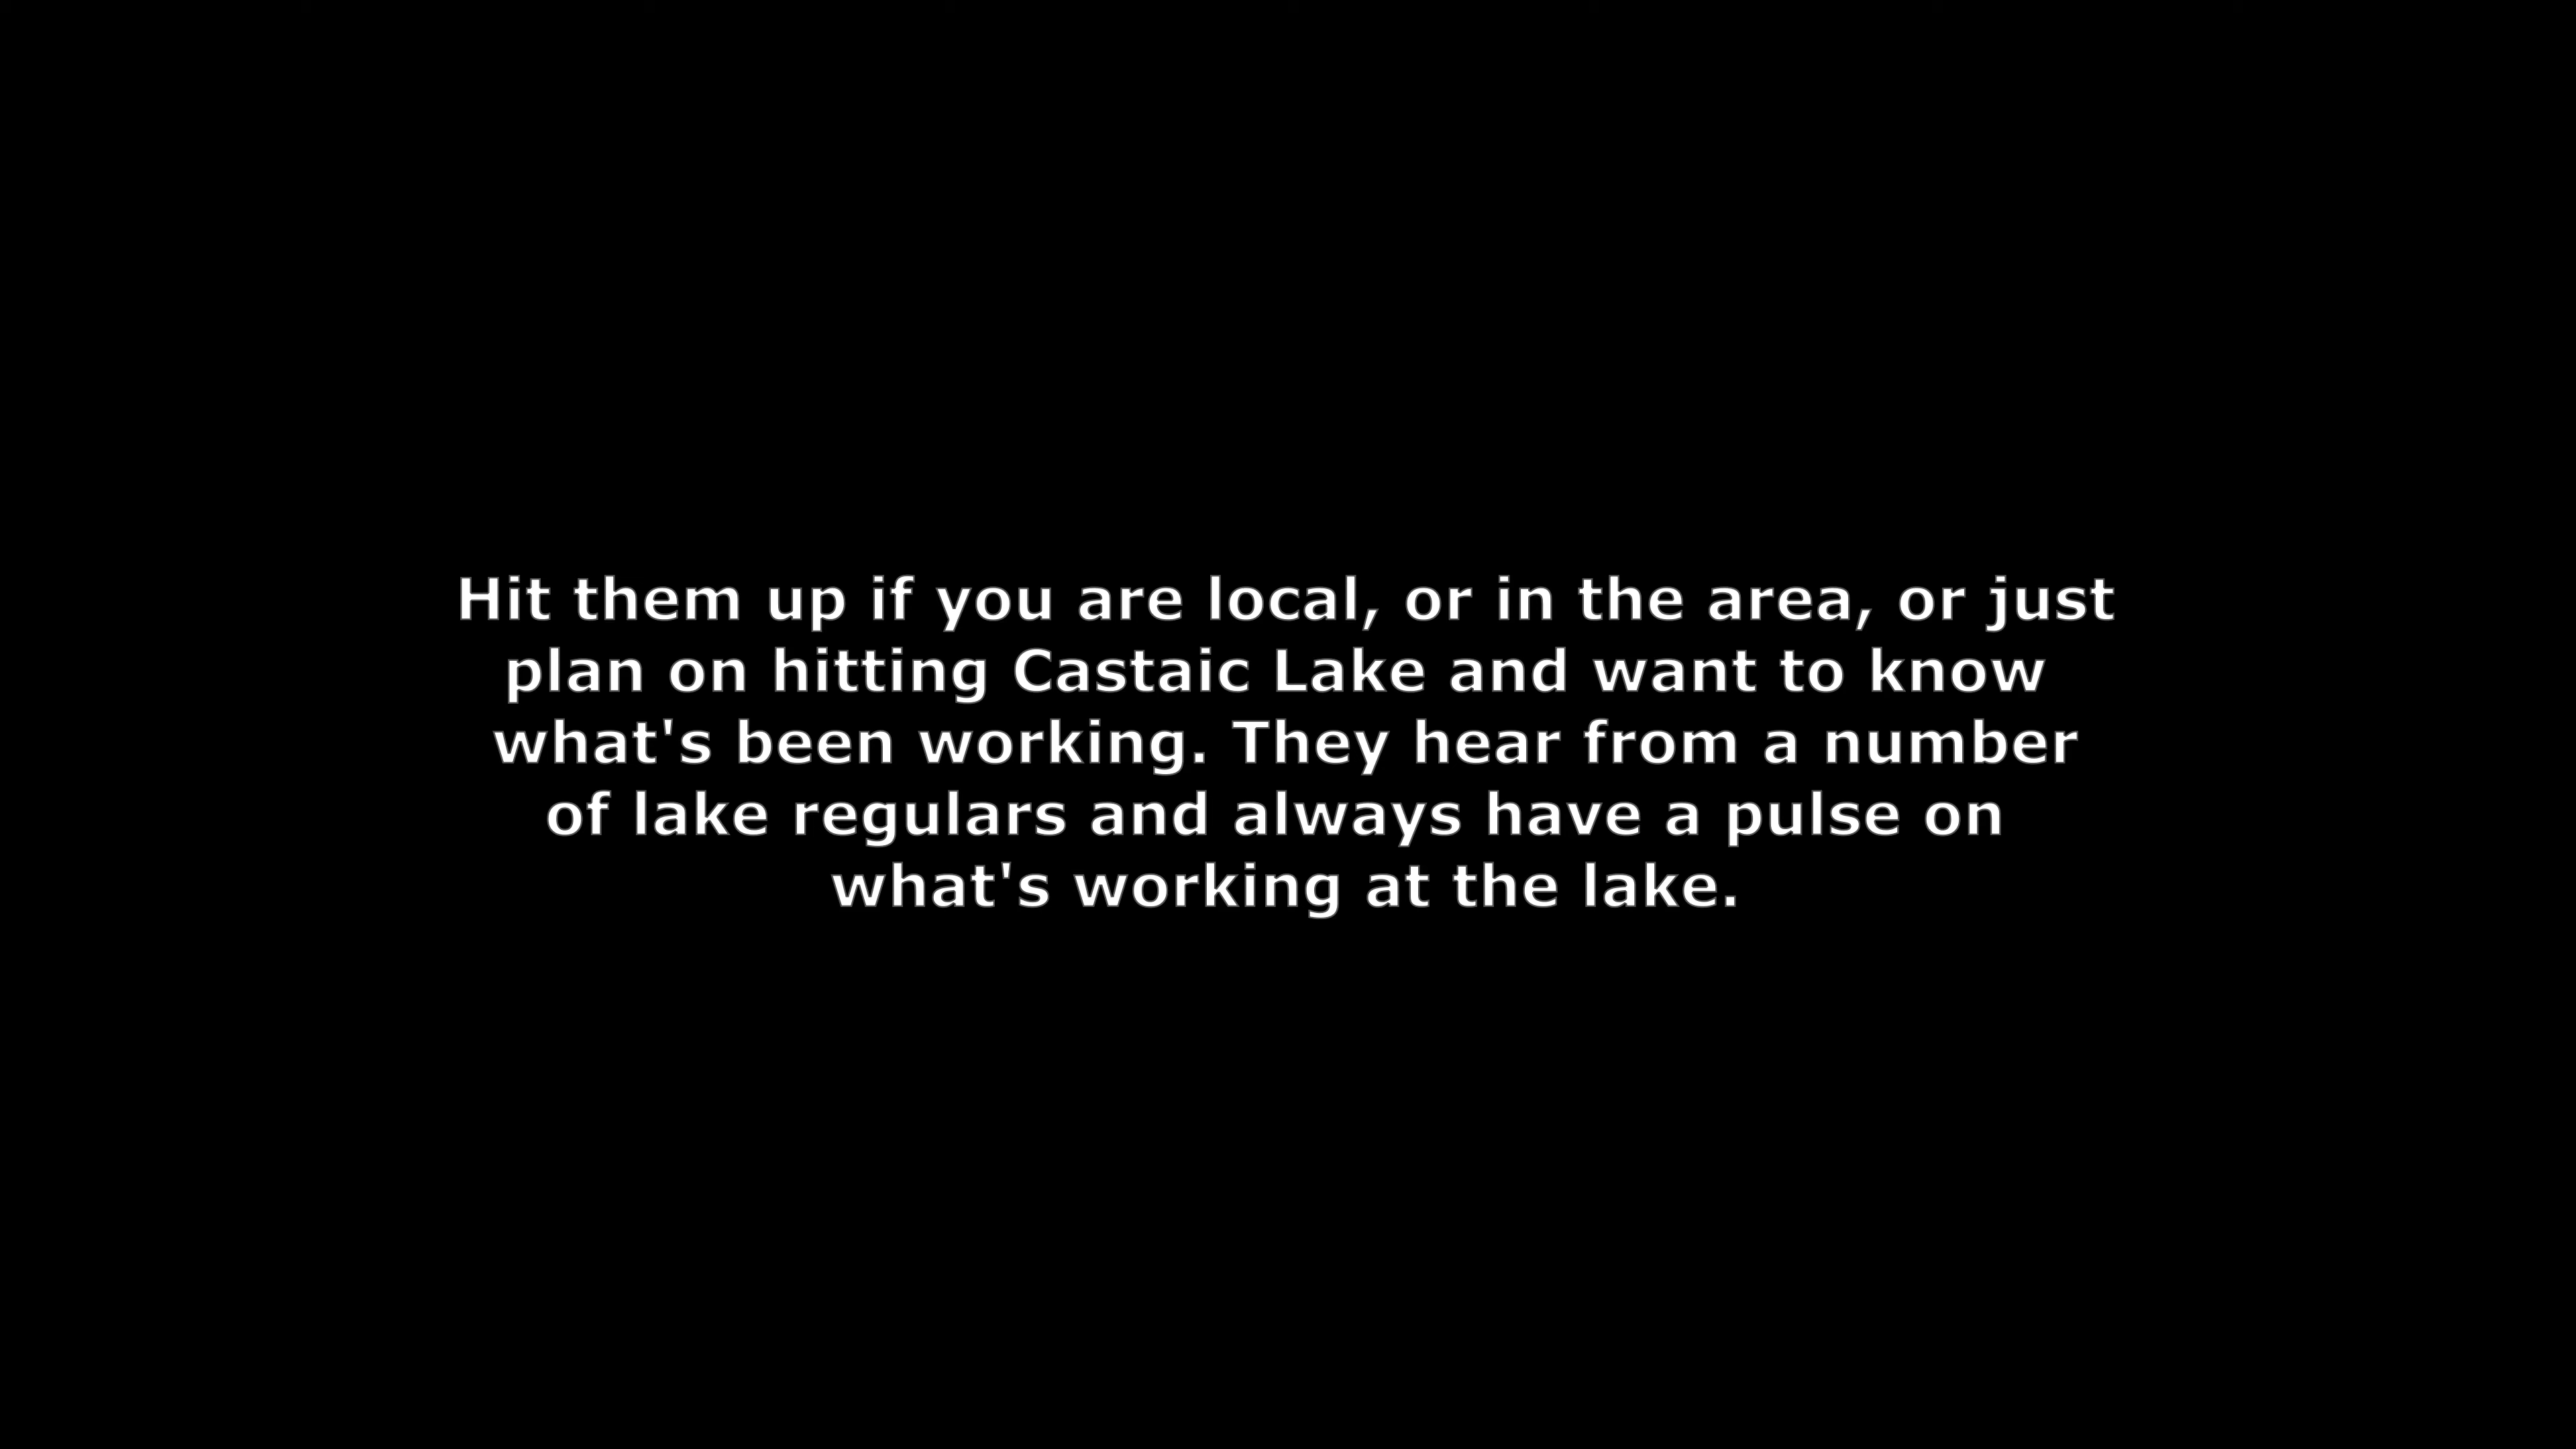 Hit them up if you are local, or in the area, or just
plan on hitting Castaic Lake and want to know
what's been working. They hear from a number
of lake regulars and always have a pulse on
what's working at the lake.